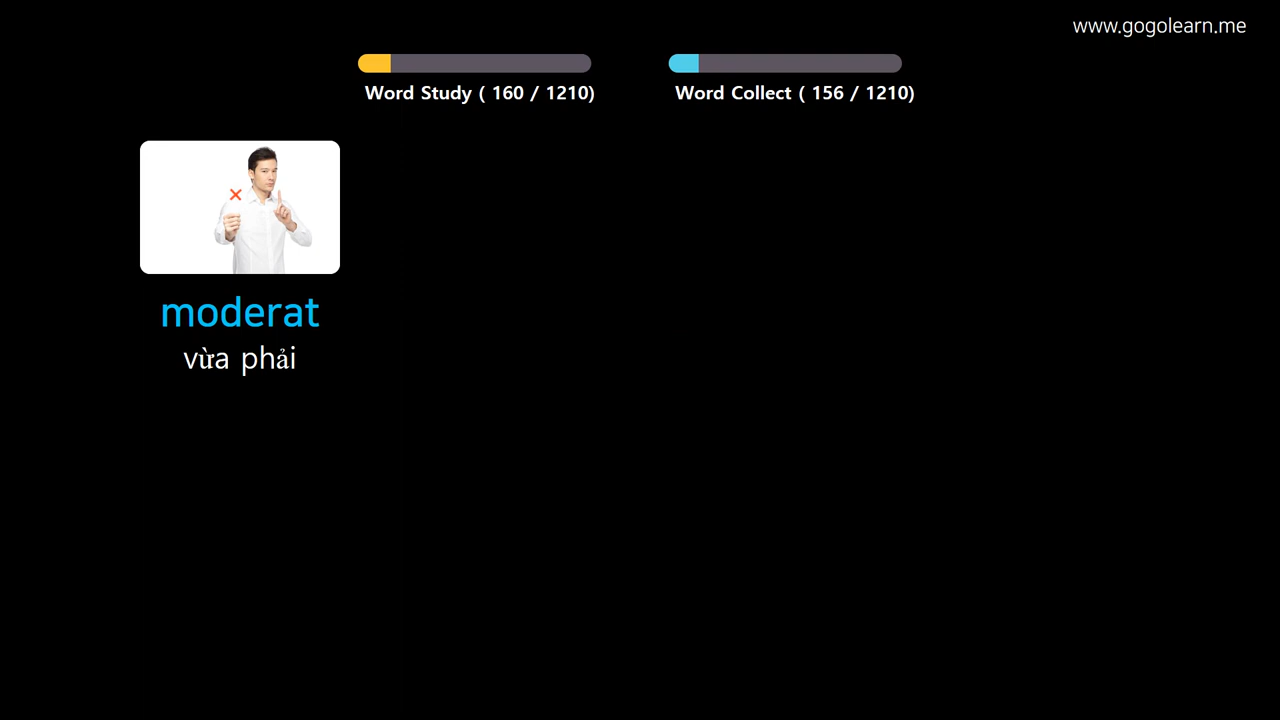 www.gogolearn.me
Word Study ( 160 / 1210)
Word Collect ( 156 / 1210)
moderat
vừa phải